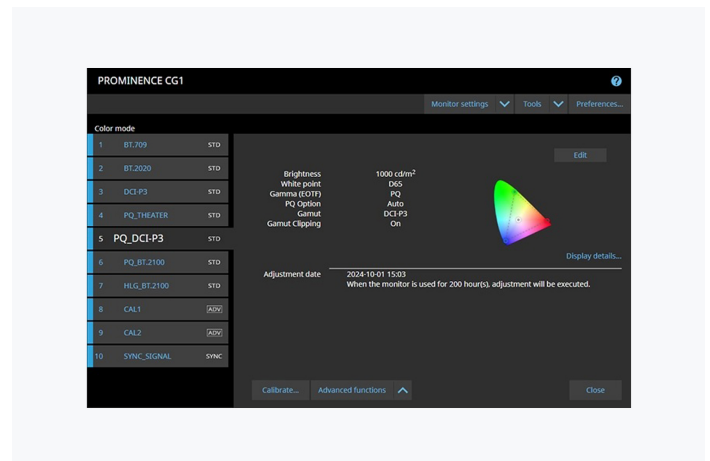 PROMINENCE CG1
?
Monitor settings Tools Preferences...
Color mode
1 BT.709 STD
2 BT.2020 STD
3 DCI-P3 STD
4 PQ_THEATER STD
5 PQ_DCI-P3 STD
6 PQ_BT.2100 STD
7 HLG_BT.2100 STD
8 CAL1 ADV
9 CAL2 ADV
10 SYNC_SIGNAL SYNC
Edit
Brightness 1000 cd/m²
White point D65
Gamma (EOTF) PQ
PQ Option Auto
Gamut DCI-P3
Gamut Clipping On
Display details...
Adjustment date 2024-10-01 15:03
When the monitor is used for 200 hour(s), adjustment will be executed.
Calibrate... Advanced functions Close